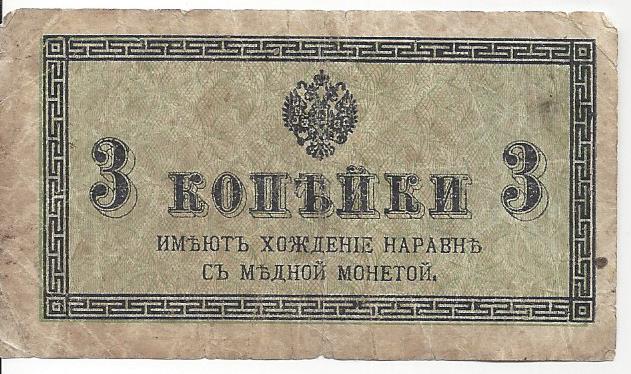 3 КОПѢЙКИ 3
ИМѢЮТЪ ХОЖДЕНІЕ НАРАВНѢ
СЪ МѢДНОЙ МОНЕТОЙ.